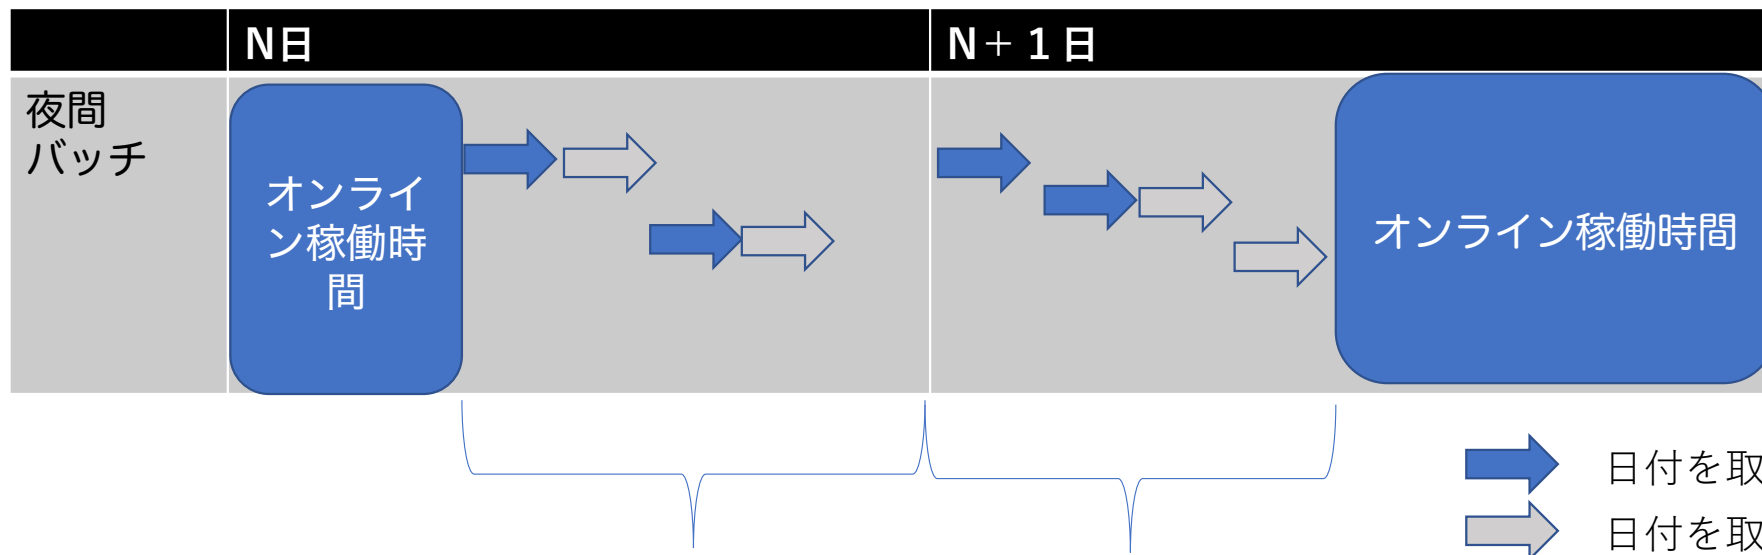 N日
N＋１日
夜間
バッチ
オンライ
ン稼働時
間
オンライン稼働時間
日付を取
日付を取